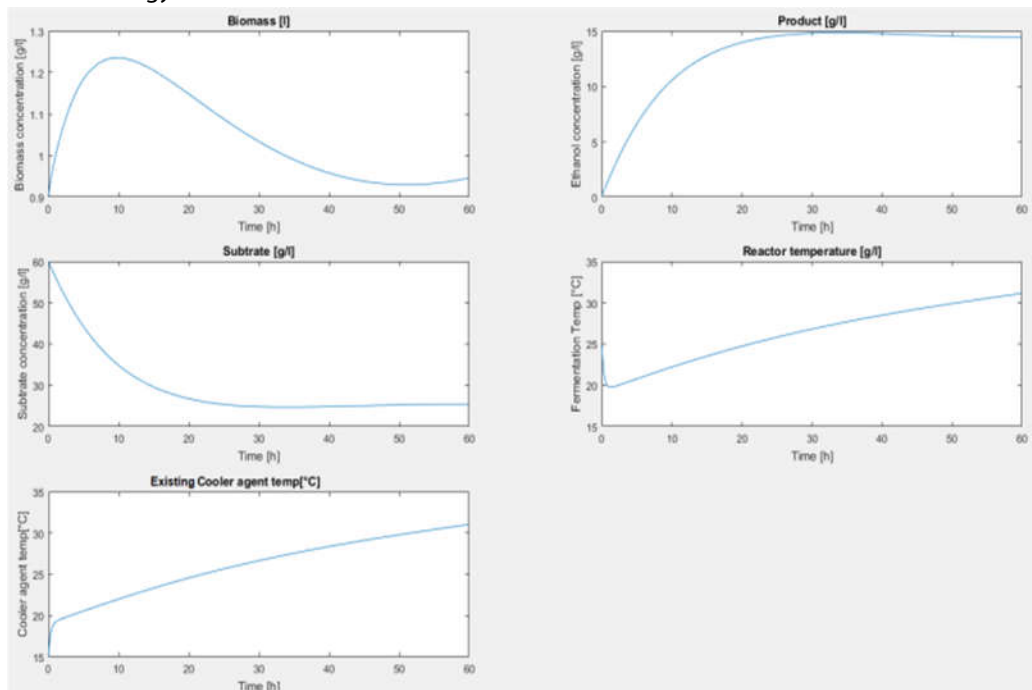 Biomass [l]
Biomass concentration [g/l]
1.3
1.2
1.1
1
0.9
0 10 20 30 40 50 60
Time [h]
Product [g/l]
Ethanol concentration [g/l]
15
10
5
0
0 10 20 30 40 50 60
Time [h]
Subtrate [g/l]
Subtrate concentration [g/l]
60
50
40
30
20
0 10 20 30 40 50 60
Time [h]
Reactor temperature [g/l]
Fermentation Temp [°C]
35
30
25
20
15
0 10 20 30 40 50 60
Time [h]
Existing Cooler agent temp[°C]
Cooler agent temp[°C]
35
30
25
20
15
0 10 20 30 40 50 60
Time [h]